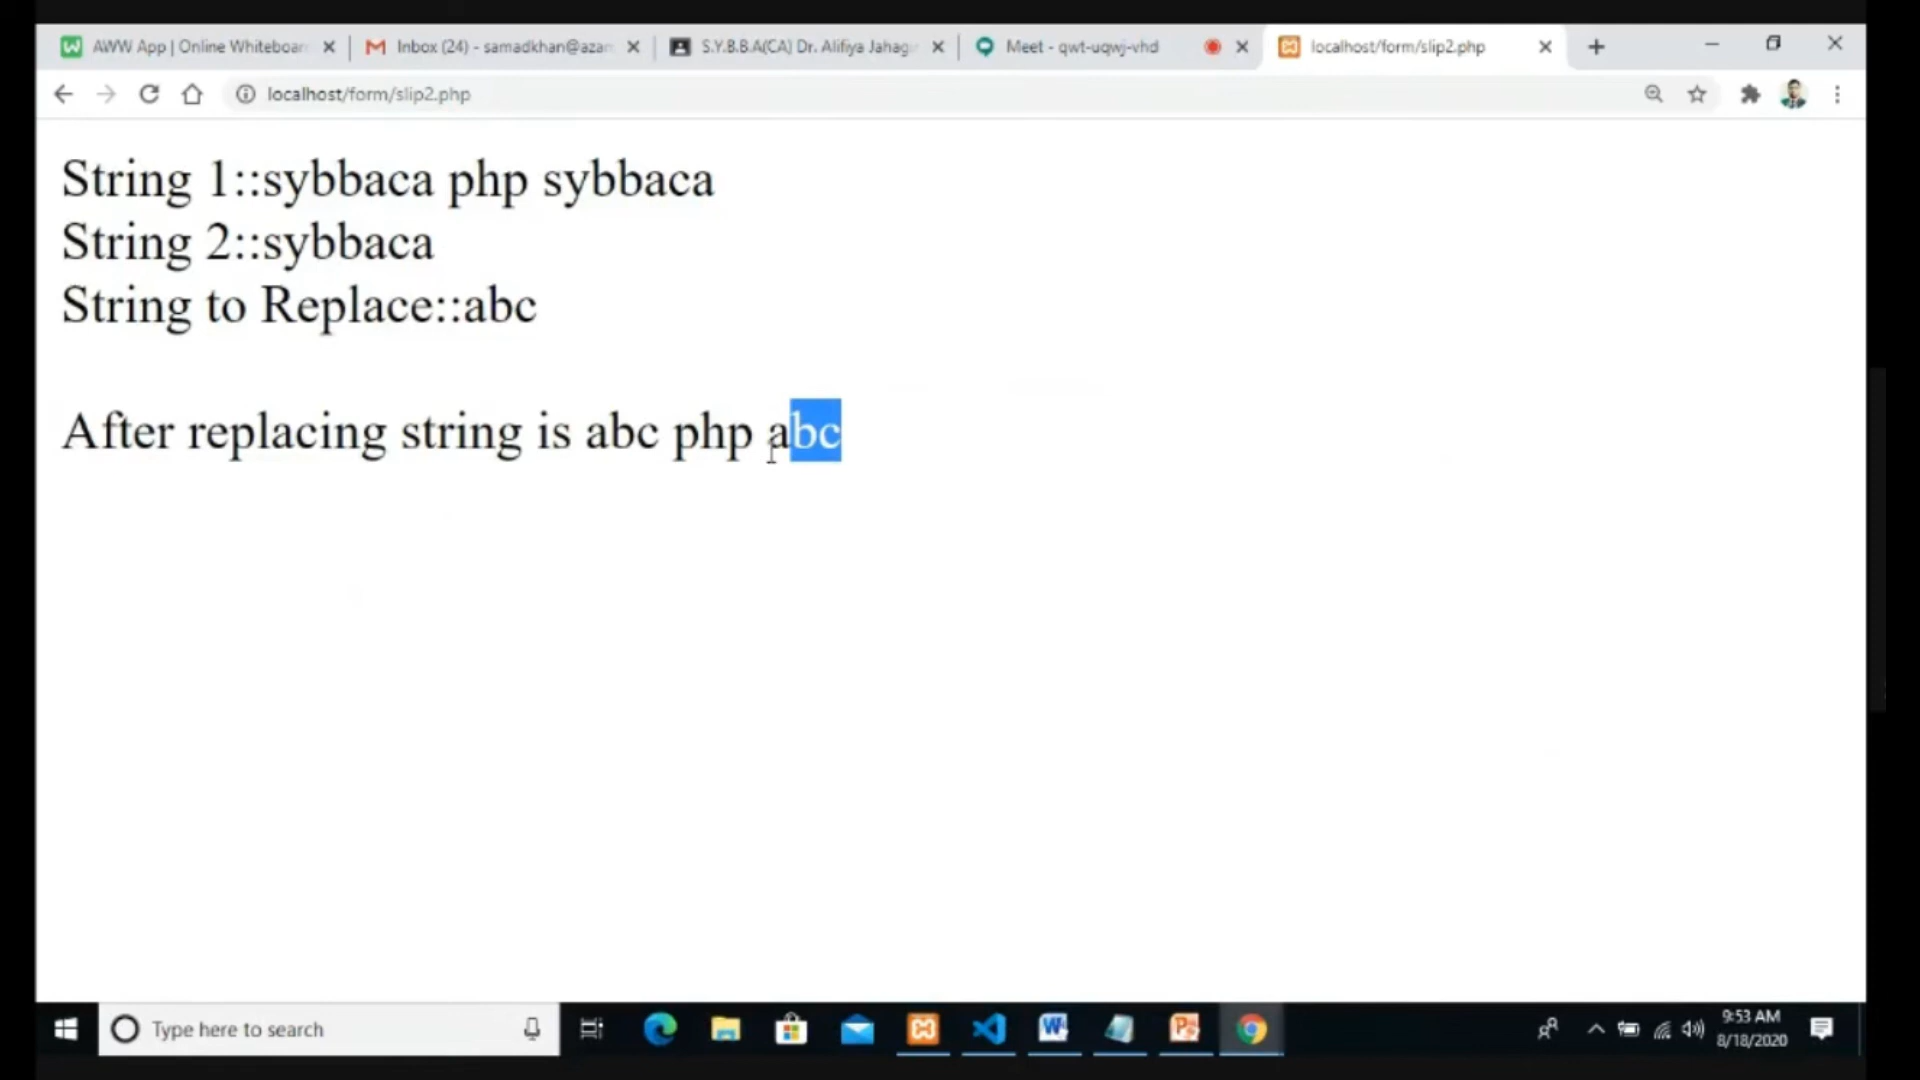 AWW App | Online Whiteboar
Inbox (24) - samadkhan@azam
S.Y.B.B.A(CA) Dr. Alifiya Jahagi
Meet - qwt-uqwj-vhd
localhost/form/slip2.php
localhost/form/slip2.php
String 1::sybbaca php sybbaca
String 2::sybbaca
String to Replace::abc
After replacing string is abc php abc
Type here to search
9:53 AM
8/18/2020